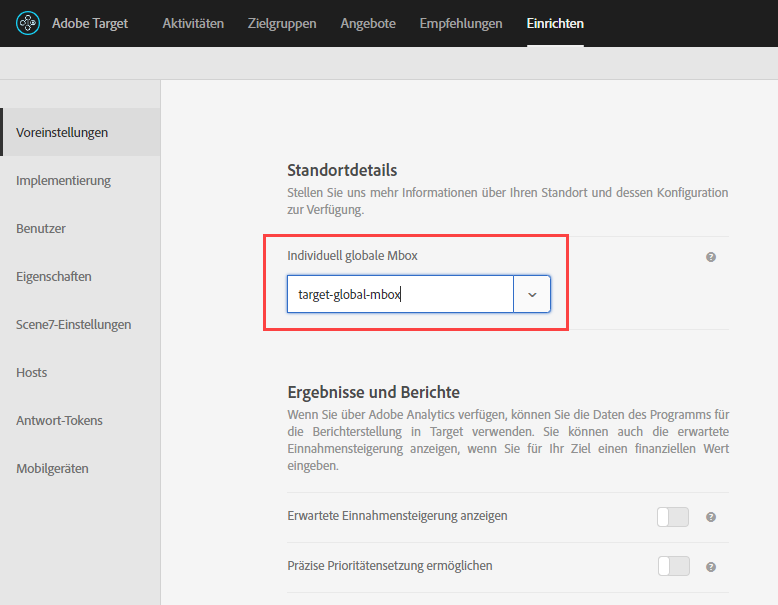 Adobe Target Aktivitäten Zielgruppen Angebote Empfehlungen Einrichten
Voreinstellungen
Implementierung
Benutzer
Eigenschaften
Scene7-Einstellungen
Hosts
Antwort-Tokens
Mobilgeräten
Standortdetails
Stellen Sie uns mehr Informationen über Ihren Standort und dessen Konfiguration
zur Verfügung.
Individuell globale Mbox
target-global-mbox
Ergebnisse und Berichte
Wenn Sie über Adobe Analytics verfügen, können Sie die Daten des Programms für
die Berichterstellung in Target verwenden. Sie können auch die erwartete
Einnahmensteigerung anzeigen, wenn Sie für Ihr Ziel einen finanziellen Wert
eingeben.
Erwartete Einnahmensteigerung anzeigen
Präzise Prioritätensetzung ermöglichen